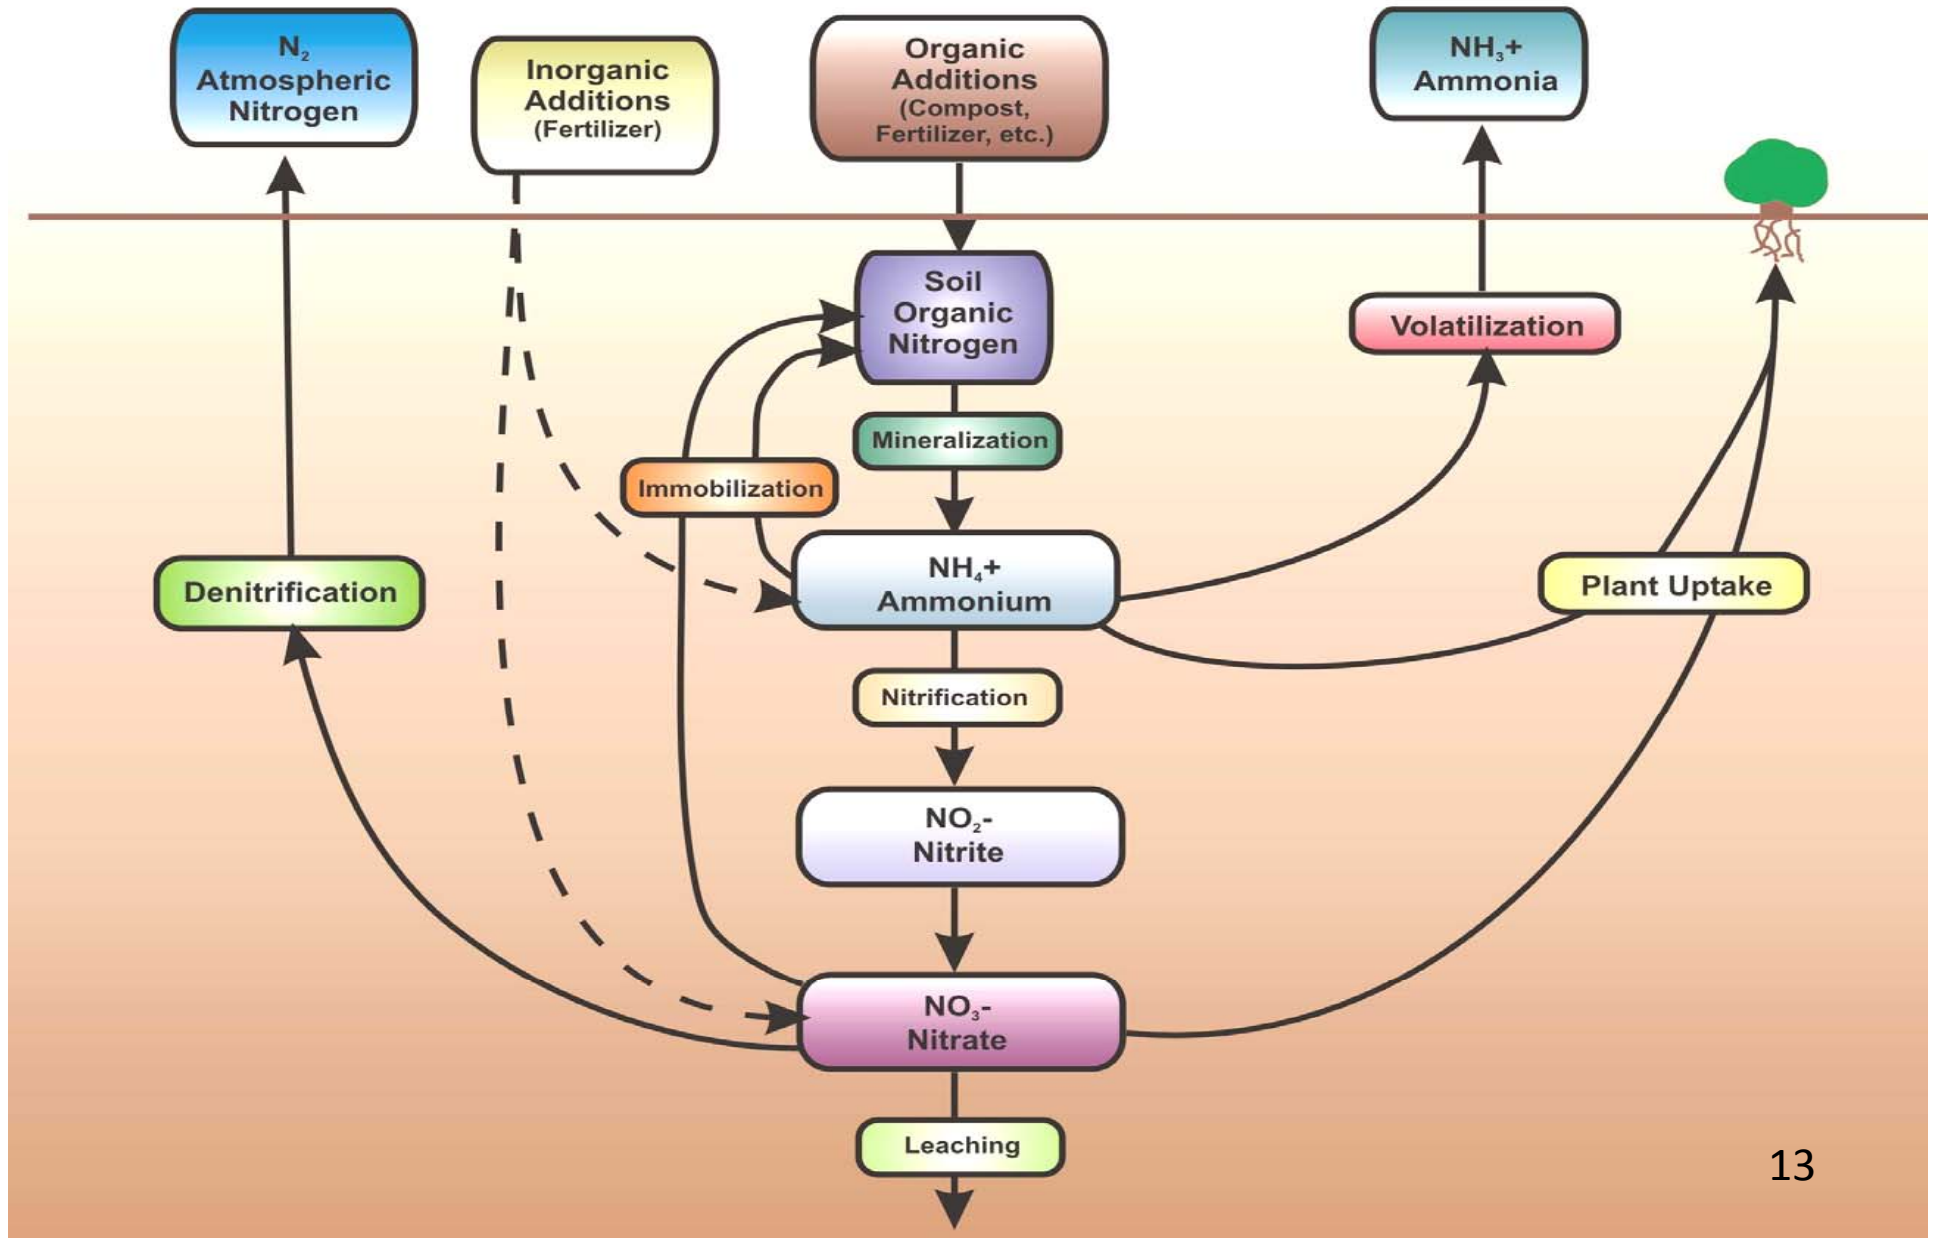 N₂
Atmospheric
Nitrogen
Inorganic
Additions
(Fertilizer)
Organic
Additions
(Compost,
Fertilizer, etc.)
NH₃+
Ammonia
Soil
Organic
Nitrogen
Volatilization
Mineralization
Immobilization
NH₄+
Ammonium
Denitrification
Plant Uptake
Nitrification
NO₂-
Nitrite
NO₃-
Nitrate
Leaching
13